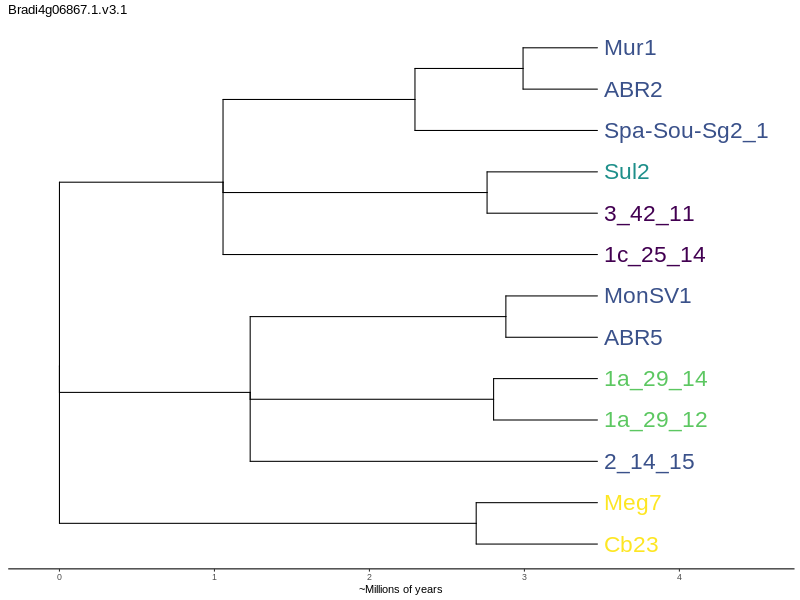 Bradi4g06867.1.v3.1
Mur1
ABR2
Spa-Sou-Sg2_1
Sul2
3_42_11
1c_25_14
MonSV1
ABR5
1a_29_14
1a_29_12
2_14_15
Meg7
Cb23
0 1 2 3 4
~Millions of years